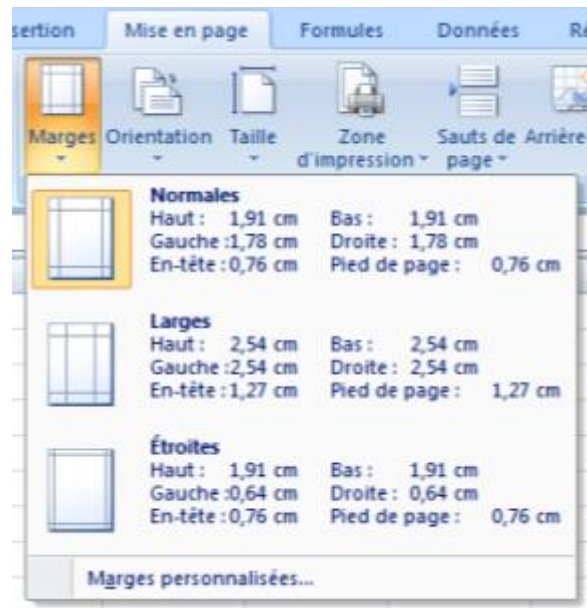 Mise en page Formules Données
Marges Orientation Taille Zone d'impression Sauts de page
Normales
Haut : 1,91 cm Bas : 1,91 cm
Gauche :1,78 cm Droite : 1,78 cm
En-tête :0,76 cm Pied de page : 0,76 cm
Larges
Haut : 2,54 cm Bas : 2,54 cm
Gauche :2,54 cm Droite : 2,54 cm
En-tête :1,27 cm Pied de page : 1,27 cm
Étroites
Haut : 1,91 cm Bas : 1,91 cm
Gauche :0,64 cm Droite : 0,64 cm
En-tête :0,76 cm Pied de page : 0,76 cm
Marges personnalisées...